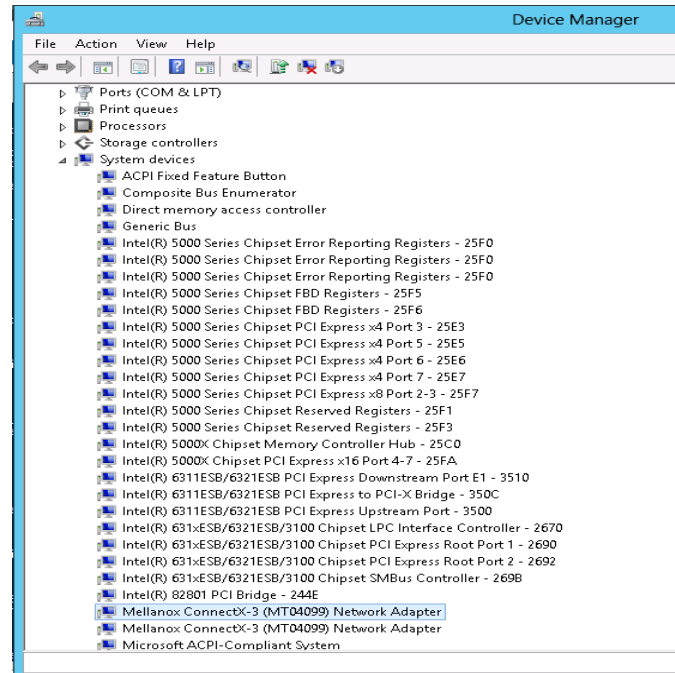 Device Manager
File Action View Help
Ports (COM & LPT)
Print queues
Processors
Storage controllers
System devices
ACPI Fixed Feature Button
Composite Bus Enumerator
Direct memory access controller
Generic Bus
Intel(R) 5000 Series Chipset Error Reporting Registers - 25F0
Intel(R) 5000 Series Chipset Error Reporting Registers - 25F0
Intel(R) 5000 Series Chipset Error Reporting Registers - 25F0
Intel(R) 5000 Series Chipset FBD Registers - 25F5
Intel(R) 5000 Series Chipset FBD Registers - 25F6
Intel(R) 5000 Series Chipset PCI Express x4 Port 3 - 25E3
Intel(R) 5000 Series Chipset PCI Express x4 Port 5 - 25E5
Intel(R) 5000 Series Chipset PCI Express x4 Port 6 - 25E6
Intel(R) 5000 Series Chipset PCI Express x4 Port 7 - 25E7
Intel(R) 5000 Series Chipset PCI Express x8 Port 2-3 - 25F7
Intel(R) 5000 Series Chipset Reserved Registers - 25F1
Intel(R) 5000 Series Chipset Reserved Registers - 25F3
Intel(R) 5000X Chipset Memory Controller Hub - 25C0
Intel(R) 5000X Chipset PCI Express x16 Port 4-7 - 25FA
Intel(R) 6311ESB/6321ESB PCI Express Downstream Port E1 - 3510
Intel(R) 6311ESB/6321ESB PCI Express to PCI-X Bridge - 350C
Intel(R) 6311ESB/6321ESB PCI Express Upstream Port - 3500
Intel(R) 631xESB/6321ESB/3100 Chipset LPC Interface Controller - 2670
Intel(R) 631xESB/6321ESB/3100 Chipset PCI Express Root Port 1 - 2690
Intel(R) 631xESB/6321ESB/3100 Chipset PCI Express Root Port 2 - 2692
Intel(R) 631xESB/6321ESB/3100 Chipset SMBus Controller - 269B
Intel(R) 82801 PCI Bridge - 244E
Mellanox ConnectX-3 (MT04099) Network Adapter
Mellanox ConnectX-3 (MT04099) Network Adapter
Microsoft ACPI-Compliant System